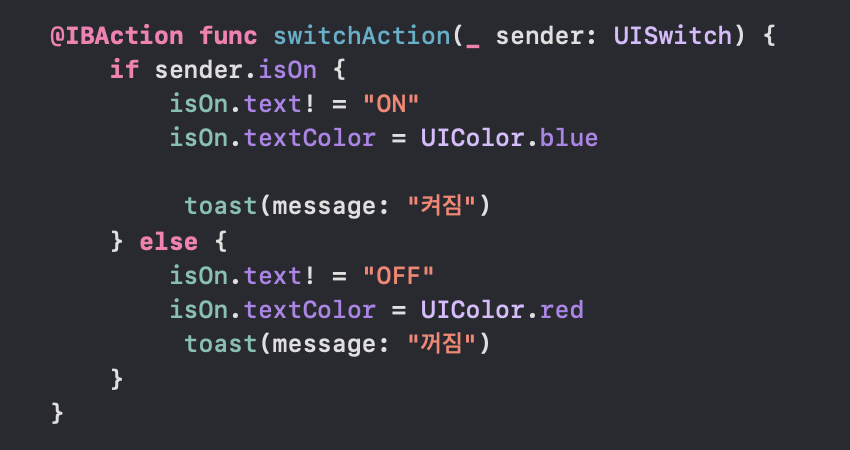 @IBAction func switchAction(_ sender: UISwitch) {
    if sender.isOn {
        isOn.text! = "ON"
        isOn.textColor = UIColor.blue

         toast(message: "켜짐")
    } else {
        isOn.text! = "OFF"
        isOn.textColor = UIColor.red
         toast(message: "꺼짐")
    }
}